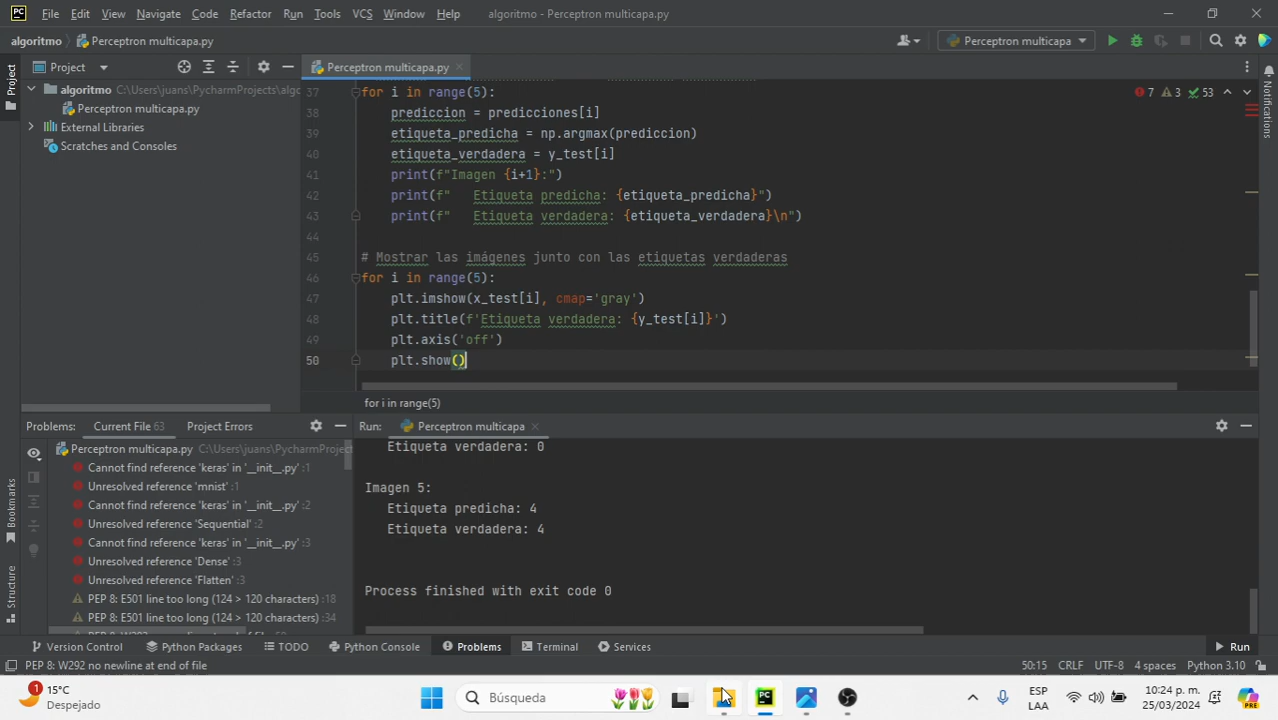 PC File Edit View Navigate Code Refactor Run Tools VCS Window Help algoritmo - Perceptron multicapa.py
algoritmo Perceptron multicapa.py Perceptron multicapa
Project Perceptron multicapa.py
Project
algoritmo C:\Users\juans\PycharmProjects\algo
Perceptron multicapa.py
External Libraries
Scratches and Consoles
Notifications
7 3 53
37 for i in range(5):
38 prediccion = predicciones[i]
39 etiqueta_predicha = np.argmax(prediccion)
40 etiqueta_verdadera = y_test[i]
41 print(f"Imagen {i+1}:")
42 print(f"   Etiqueta predicha: {etiqueta_predicha}")
43 print(f"   Etiqueta verdadera: {etiqueta_verdadera}\n")
44
45 # Mostrar las imágenes junto con las etiquetas verdaderas
46 for i in range(5):
47 plt.imshow(x_test[i], cmap='gray')
48 plt.title(f'Etiqueta verdadera: {y_test[i]}')
49 plt.axis('off')
50 plt.show()
for i in range(5)
Problems: Current File 63 Project Errors
Perceptron multicapa.py C:\Users\juans\PycharmProject
Cannot find reference 'keras' in '__init__.py' :1
Unresolved reference 'mnist' :1
Cannot find reference 'keras' in '__init__.py' :2
Unresolved reference 'Sequential' :2
Cannot find reference 'keras' in '__init__.py' :3
Unresolved reference 'Dense' :3
Unresolved reference 'Flatten' :3
PEP 8: E501 line too long (124 > 120 characters) :18
PEP 8: E501 line too long (124 > 120 characters) :34
Run: Perceptron multicapa
Etiqueta verdadera: 0
Imagen 5:
Etiqueta predicha: 4
Etiqueta verdadera: 4
Process finished with exit code 0
Bookmarks
Structure
Version Control Python Packages TODO Python Console Problems Terminal Services Run
PEP 8: W292 no newline at end of file 50:15 CRLF UTF-8 4 spaces Python 3.10
1 15°C
Despejado
Búsqueda
PC
ESP
LAA
10:24 p. m.
25/03/2024
PRE